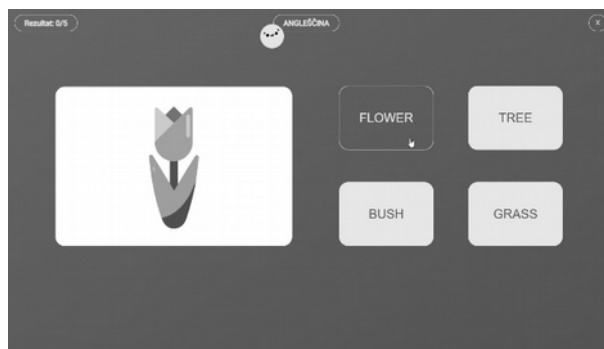 Rezultat: 0/5
ANGLEŠČINA
X
FLOWER
TREE
BUSH
GRASS